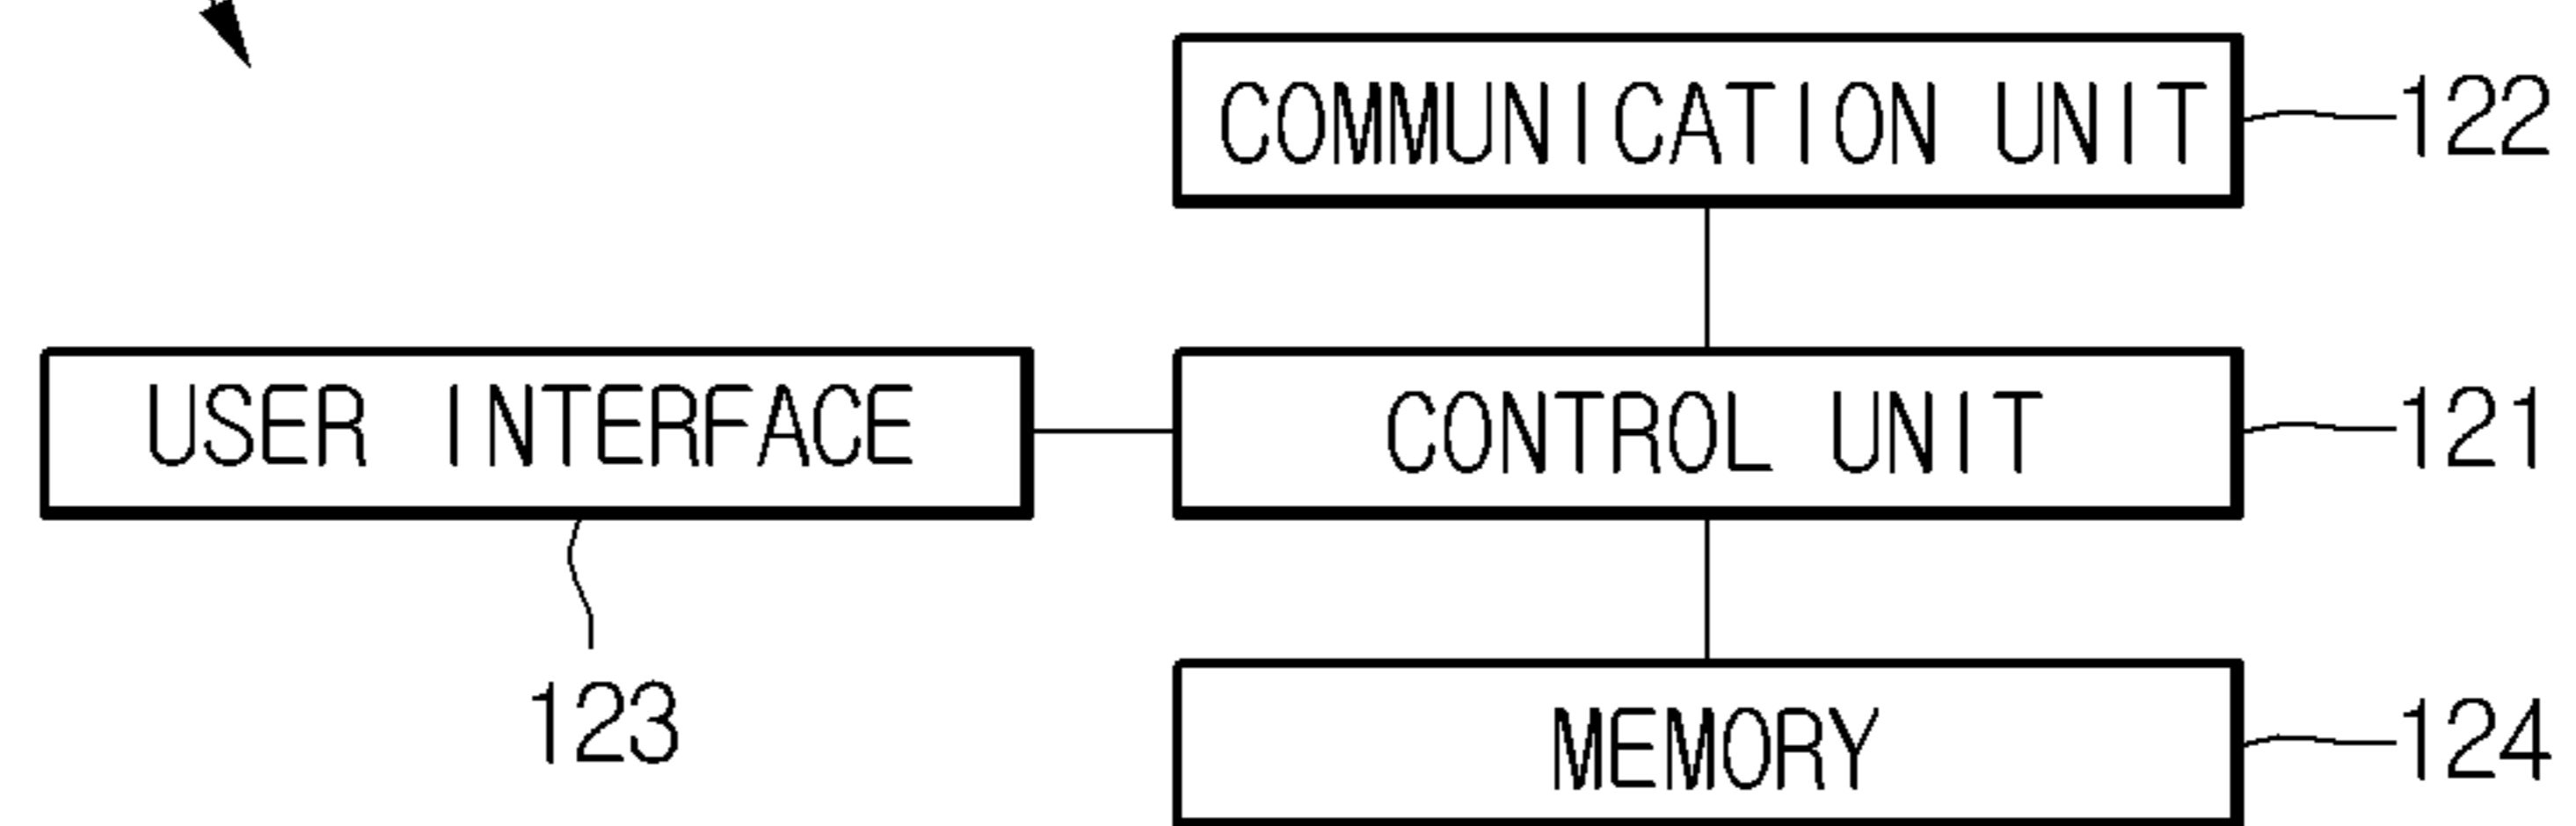 COMMUNICATION UNIT 122
USER INTERFACE CONTROL UNIT 121
123
MEMORY 124